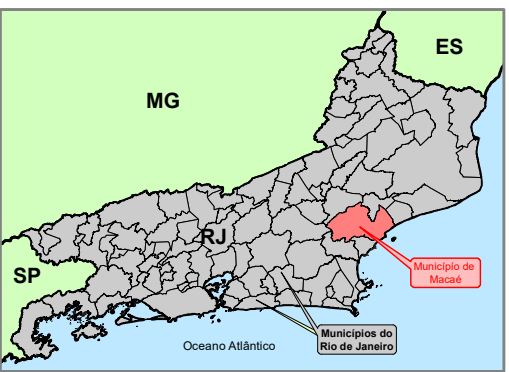 ES
MG
RJ
SP
Município de
Macaé
Municípios do
Rio de Janeiro
Oceano Atlântico